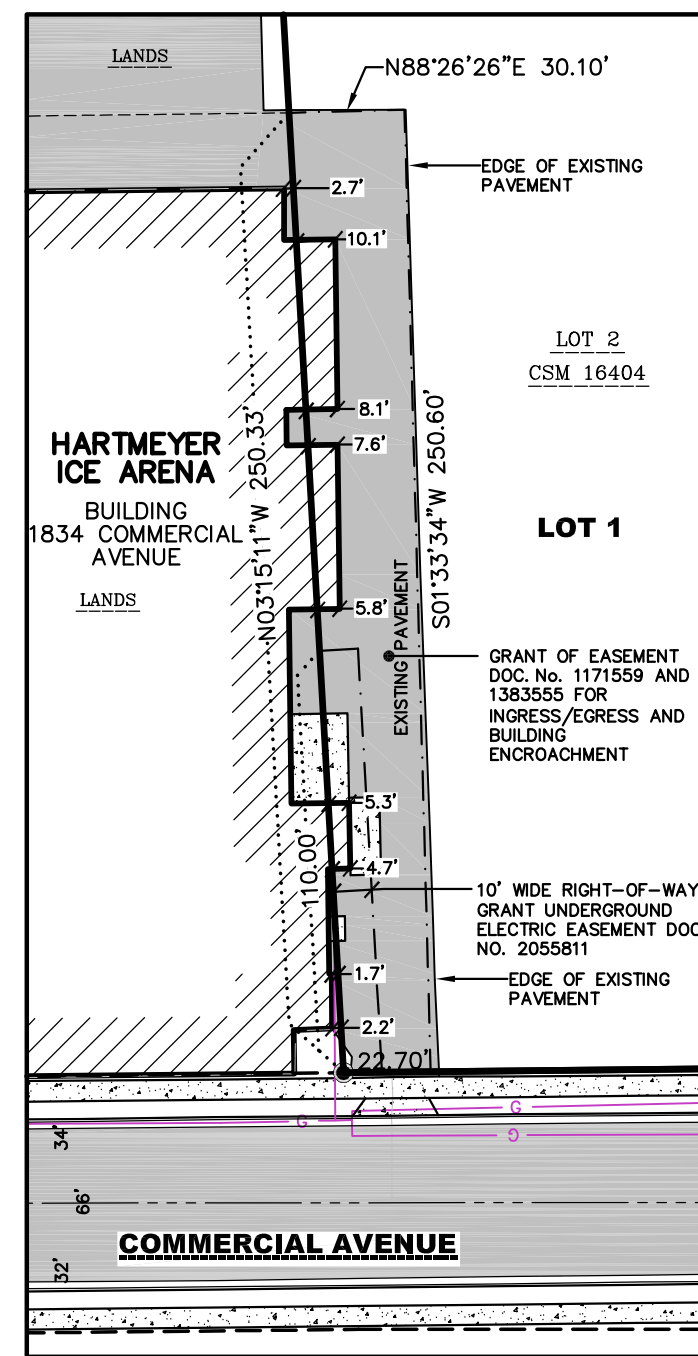 LANDS
N88°26'26"E 30.10'
EDGE OF EXISTING
PAVEMENT
2.7'
10.1'
LOT 2
CSM 16404
8.1'
7.6'
HARTMEYER
ICE ARENA
BUILDING
1834 COMMERCIAL
AVENUE
LANDS
N03°15'11"W 250.33'
S01°33'34"W 250.60'
LOT 1
5.8'
EXISTING PAVEMENT
GRANT OF EASEMENT
DOC. No. 1171559 AND
1383555 FOR
INGRESS/EGRESS AND
BUILDING
ENCROACHMENT
5.3'
110.00'
4.7'
10' WIDE RIGHT-OF-WAY
GRANT UNDERGROUND
ELECTRIC EASEMENT DOC
NO. 2055811
1.7'
EDGE OF EXISTING
PAVEMENT
2.2'
22.70'
G
G
G
34'
66'
32'
COMMERCIAL AVENUE